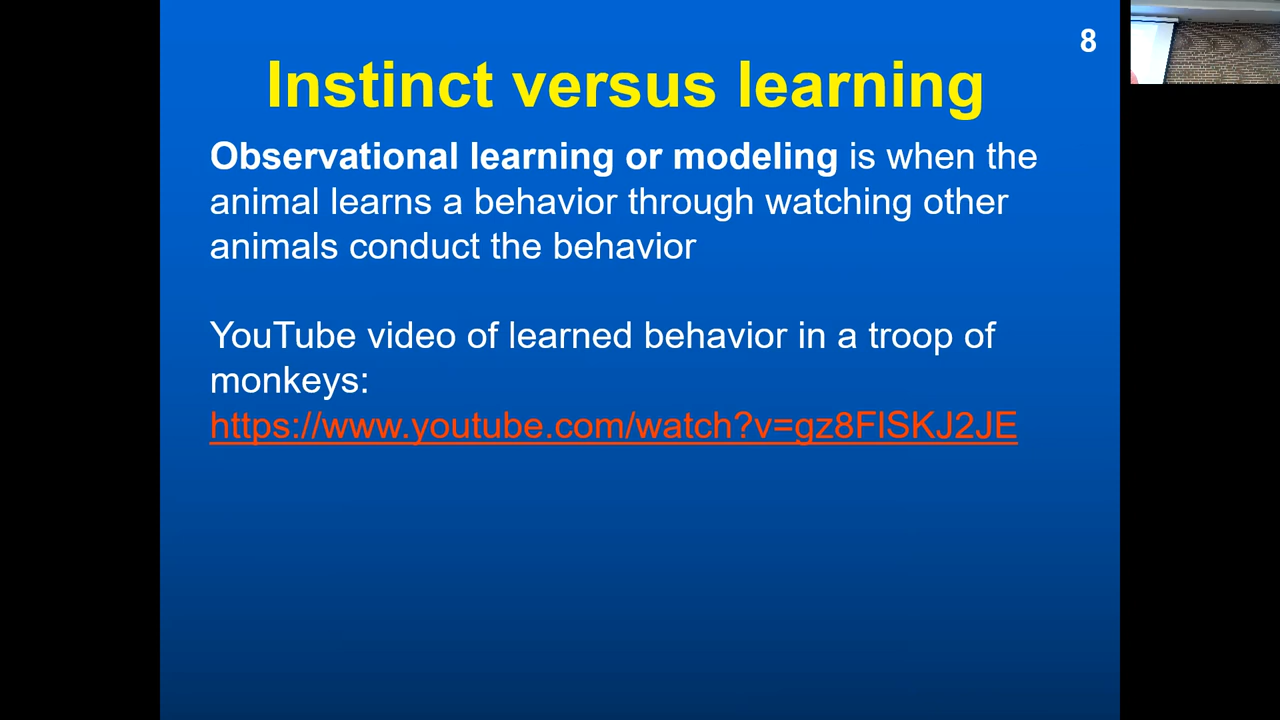 8
Instinct versus learning
Observational learning or modeling is when the
animal learns a behavior through watching other
animals conduct the behavior
YouTube video of learned behavior in a troop of
monkeys:
https://www.youtube.com/watch?v=gz8FlSKJ2JE